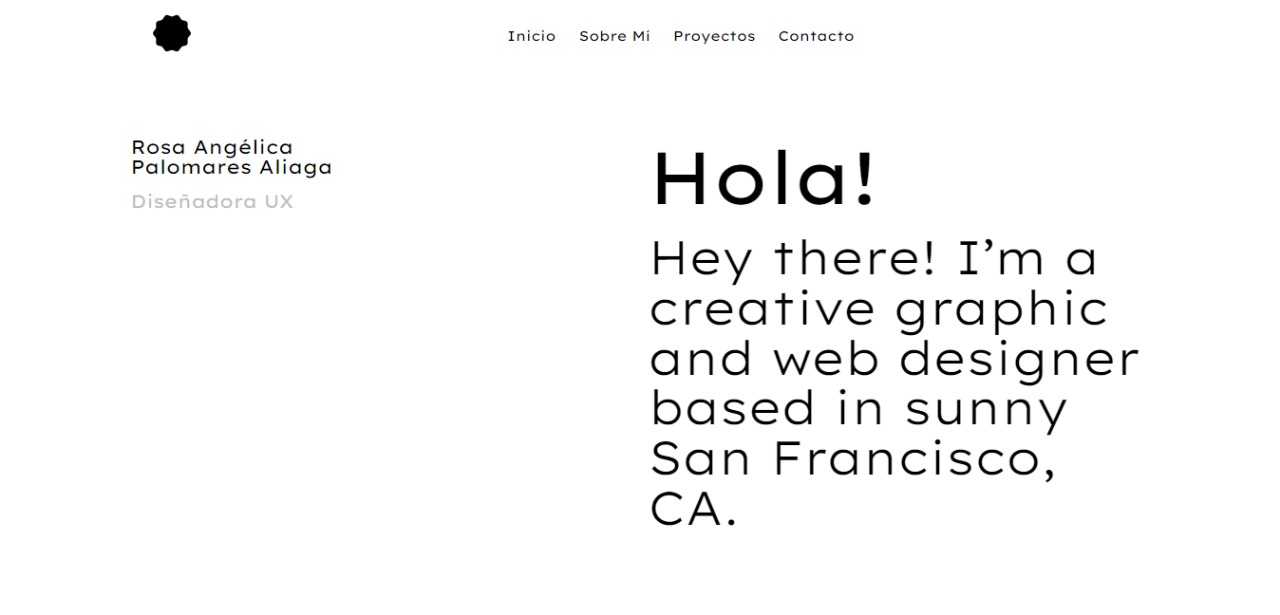 Inicio Sobre Mí Proyectos Contacto
Rosa Angélica
Palomares Aliaga
Diseñadora UX
Hola!
Hey there! I’m a
creative graphic
and web designer
based in sunny
San Francisco,
CA.